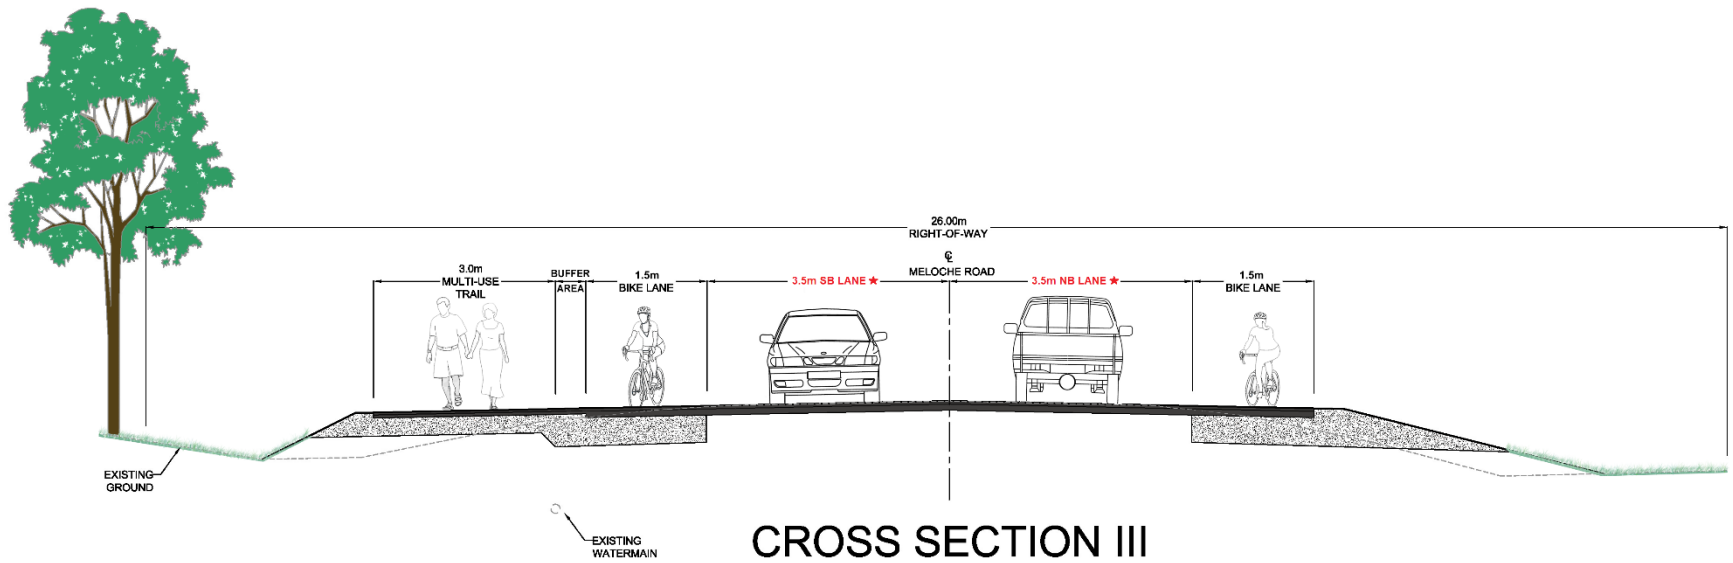 26.00m
RIGHT-OF-WAY
℄
MELOCHE ROAD
3.0m
MULTI-USE
TRAIL
BUFFER
AREA
1.5m
BIKE LANE
3.5m SB LANE ★
3.5m NB LANE ★
1.5m
BIKE LANE
EXISTING
GROUND
EXISTING
WATERMAIN
CROSS SECTION III